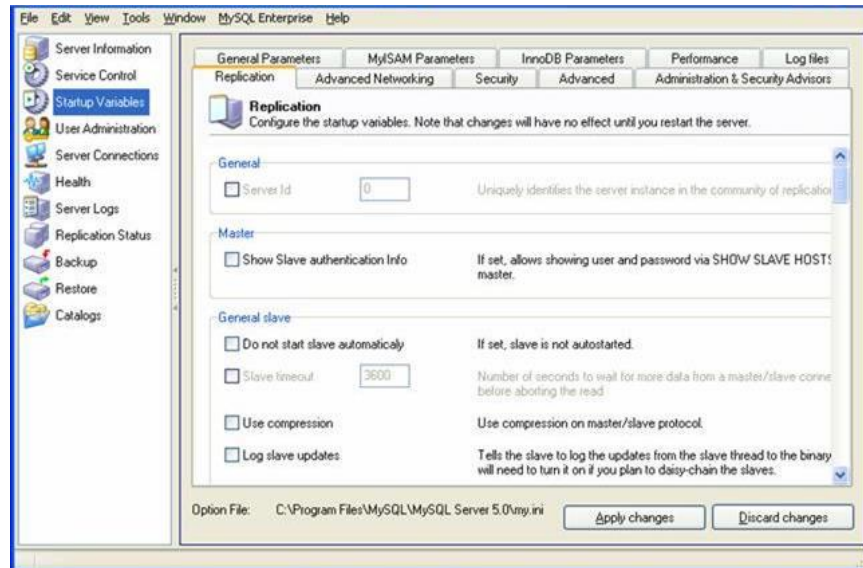 File Edit View Tools Window MySQL Enterprise Help
Server Information
Service Control
Startup Variables
User Administration
Server Connections
Health
Server Logs
Replication Status
Backup
Restore
Catalogs
General Parameters MyISAM Parameters InnoDB Parameters Performance Log files
Replication Advanced Networking Security Advanced Administration & Security Advisors
Replication
Configure the startup variables. Note that changes will have no effect until you restart the server.
General
Server Id 0 Uniquely identifies the server instance in the community of replication
Master
Show Slave authentication Info If set, allows showing user and password via SHOW SLAVE HOSTS
master.
General slave
Do not start slave automaticaly If set, slave is not autostarted.
Slave timeout 3600 Number of seconds to wait for more data from a master/slave conne
before aborting the read
Use compression Use compression on master/slave protocol.
Log slave updates Tells the slave to log the updates from the slave thread to the binary
will need to turn it on if you plan to daisy-chain the slaves.
Option File: C:\Program Files\MySQL\MySQL Server 5.0\my.ini Apply changes Discard changes